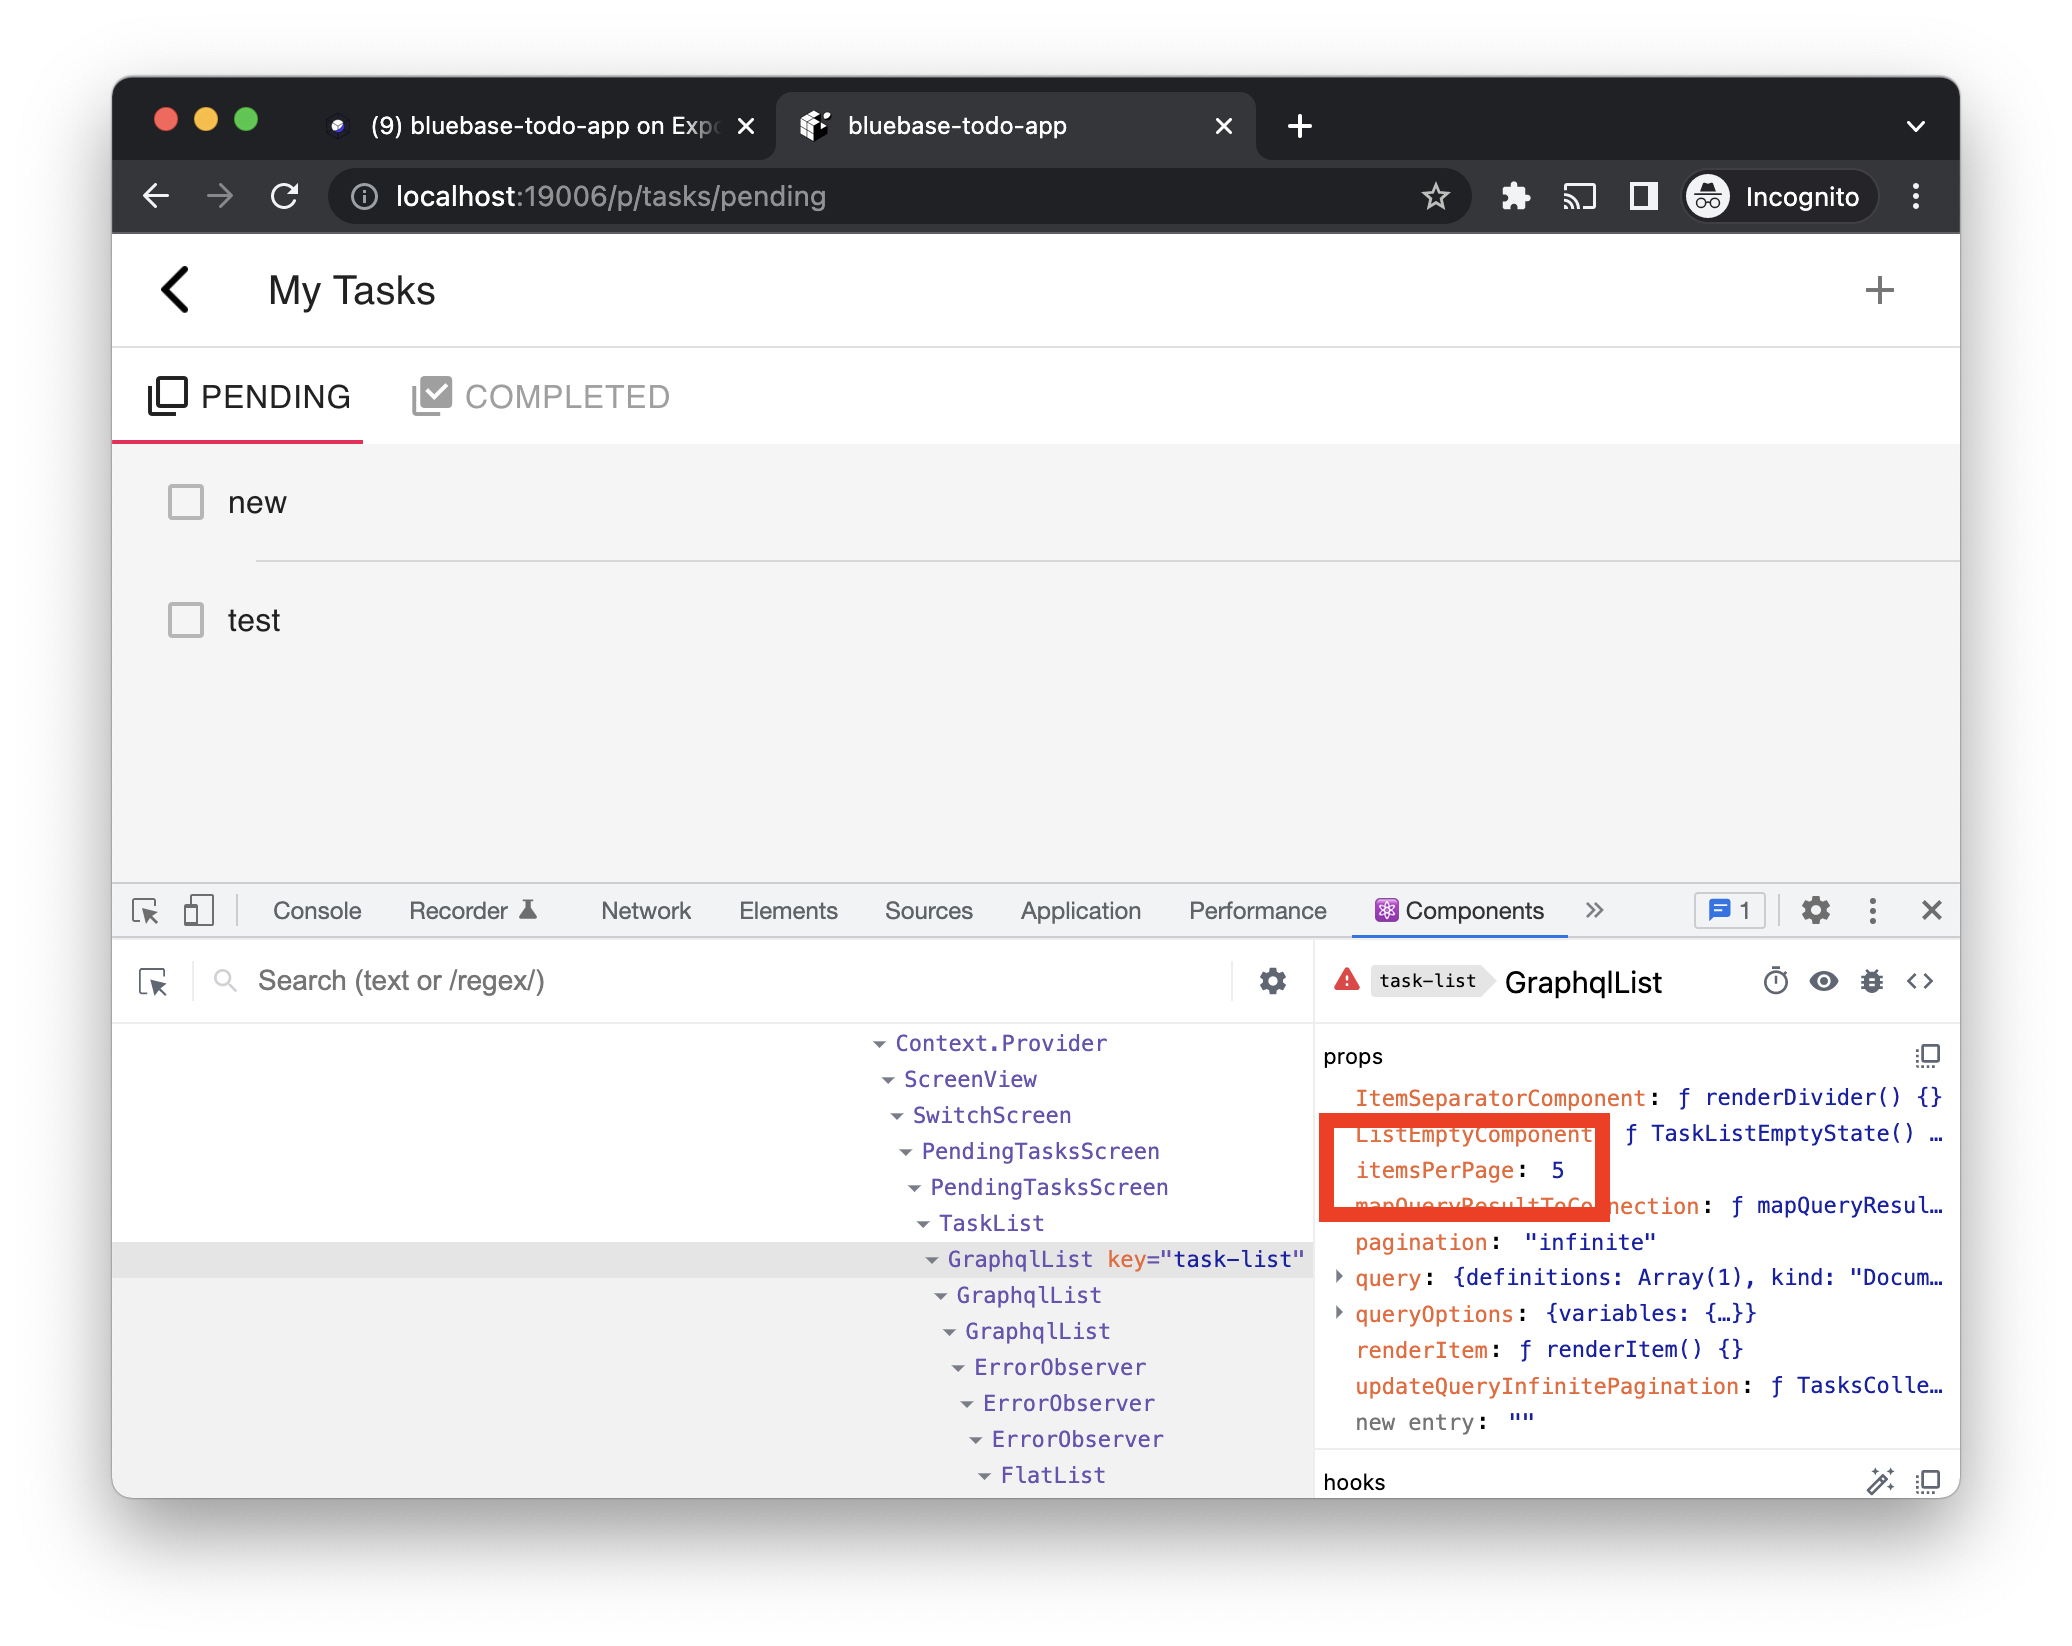 (9) bluebase-todo-app on Expo
bluebase-todo-app
localhost:19006/p/tasks/pending
Incognito
My Tasks
PENDING
COMPLETED
new
test
Console
Recorder
Network
Elements
Sources
Application
Performance
Components
1
Search (text or /regex/)
Context.Provider
ScreenView
SwitchScreen
PendingTasksScreen
PendingTasksScreen
TaskList
GraphqlList key="task-list"
GraphqlList
GraphqlList
ErrorObserver
ErrorObserver
ErrorObserver
FlatList
task-list GraphqlList
props
ItemSeparatorComponent: ƒ renderDivider() {}
ListEmptyComponent ƒ TaskListEmptyState() …
itemsPerPage: 5
mapQueryResultToConnection: ƒ mapQueryResul…
pagination: "infinite"
query: {definitions: Array(1), kind: "Docum…
queryOptions: {variables: {…}}
renderItem: ƒ renderItem() {}
updateQueryInfinitePagination: ƒ TasksColle…
new entry: ""
hooks